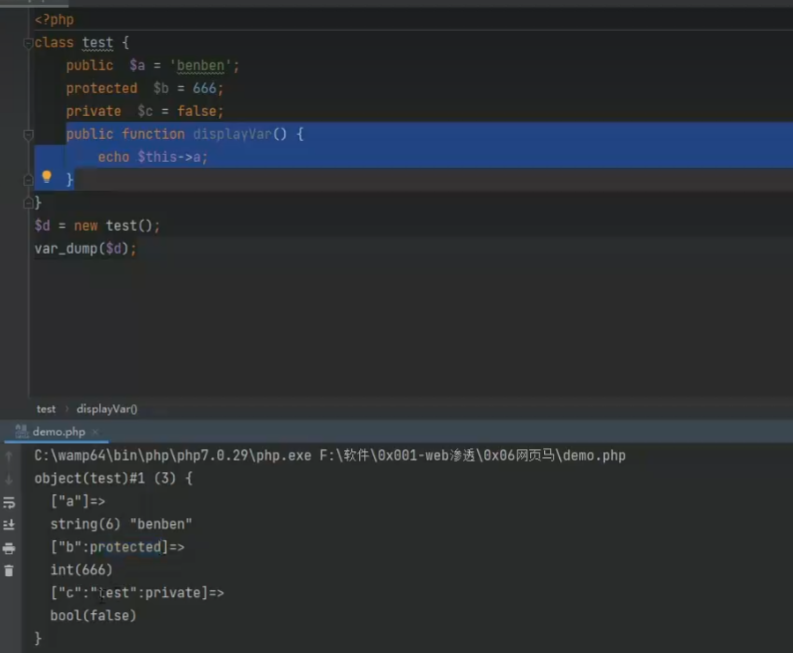 <?php
class test {
public $a = 'benben';
protected $b = 666;
private $c = false;
public function displayVar() {
echo $this->a;
}
}
$d = new test();
var_dump($d);
test › displayVar()
demo.php ×
C:\wamp64\bin\php\php7.0.29\php.exe F:\软件\0x001-web渗透\0x06网页马\demo.php
object(test)#1 (3) {
["a"]=>
string(6) "benben"
["b":protected]=>
int(666)
["c":"test":private]=>
bool(false)
}